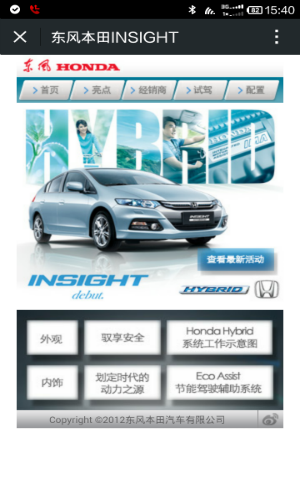 15:40
东风本田INSIGHT
东风 HONDA
首页 亮点 经销商 试驾 配置
HYBRID
INSIGHT
查看最新活动
INSIGHT
debut.
HYBRID
外观
驭享安全
Honda Hybrid
系统工作示意图
内饰
划定时代的
动力之源
Eco Assist
节能驾驶辅助系统
Copyright ©2012东风本田汽车有限公司